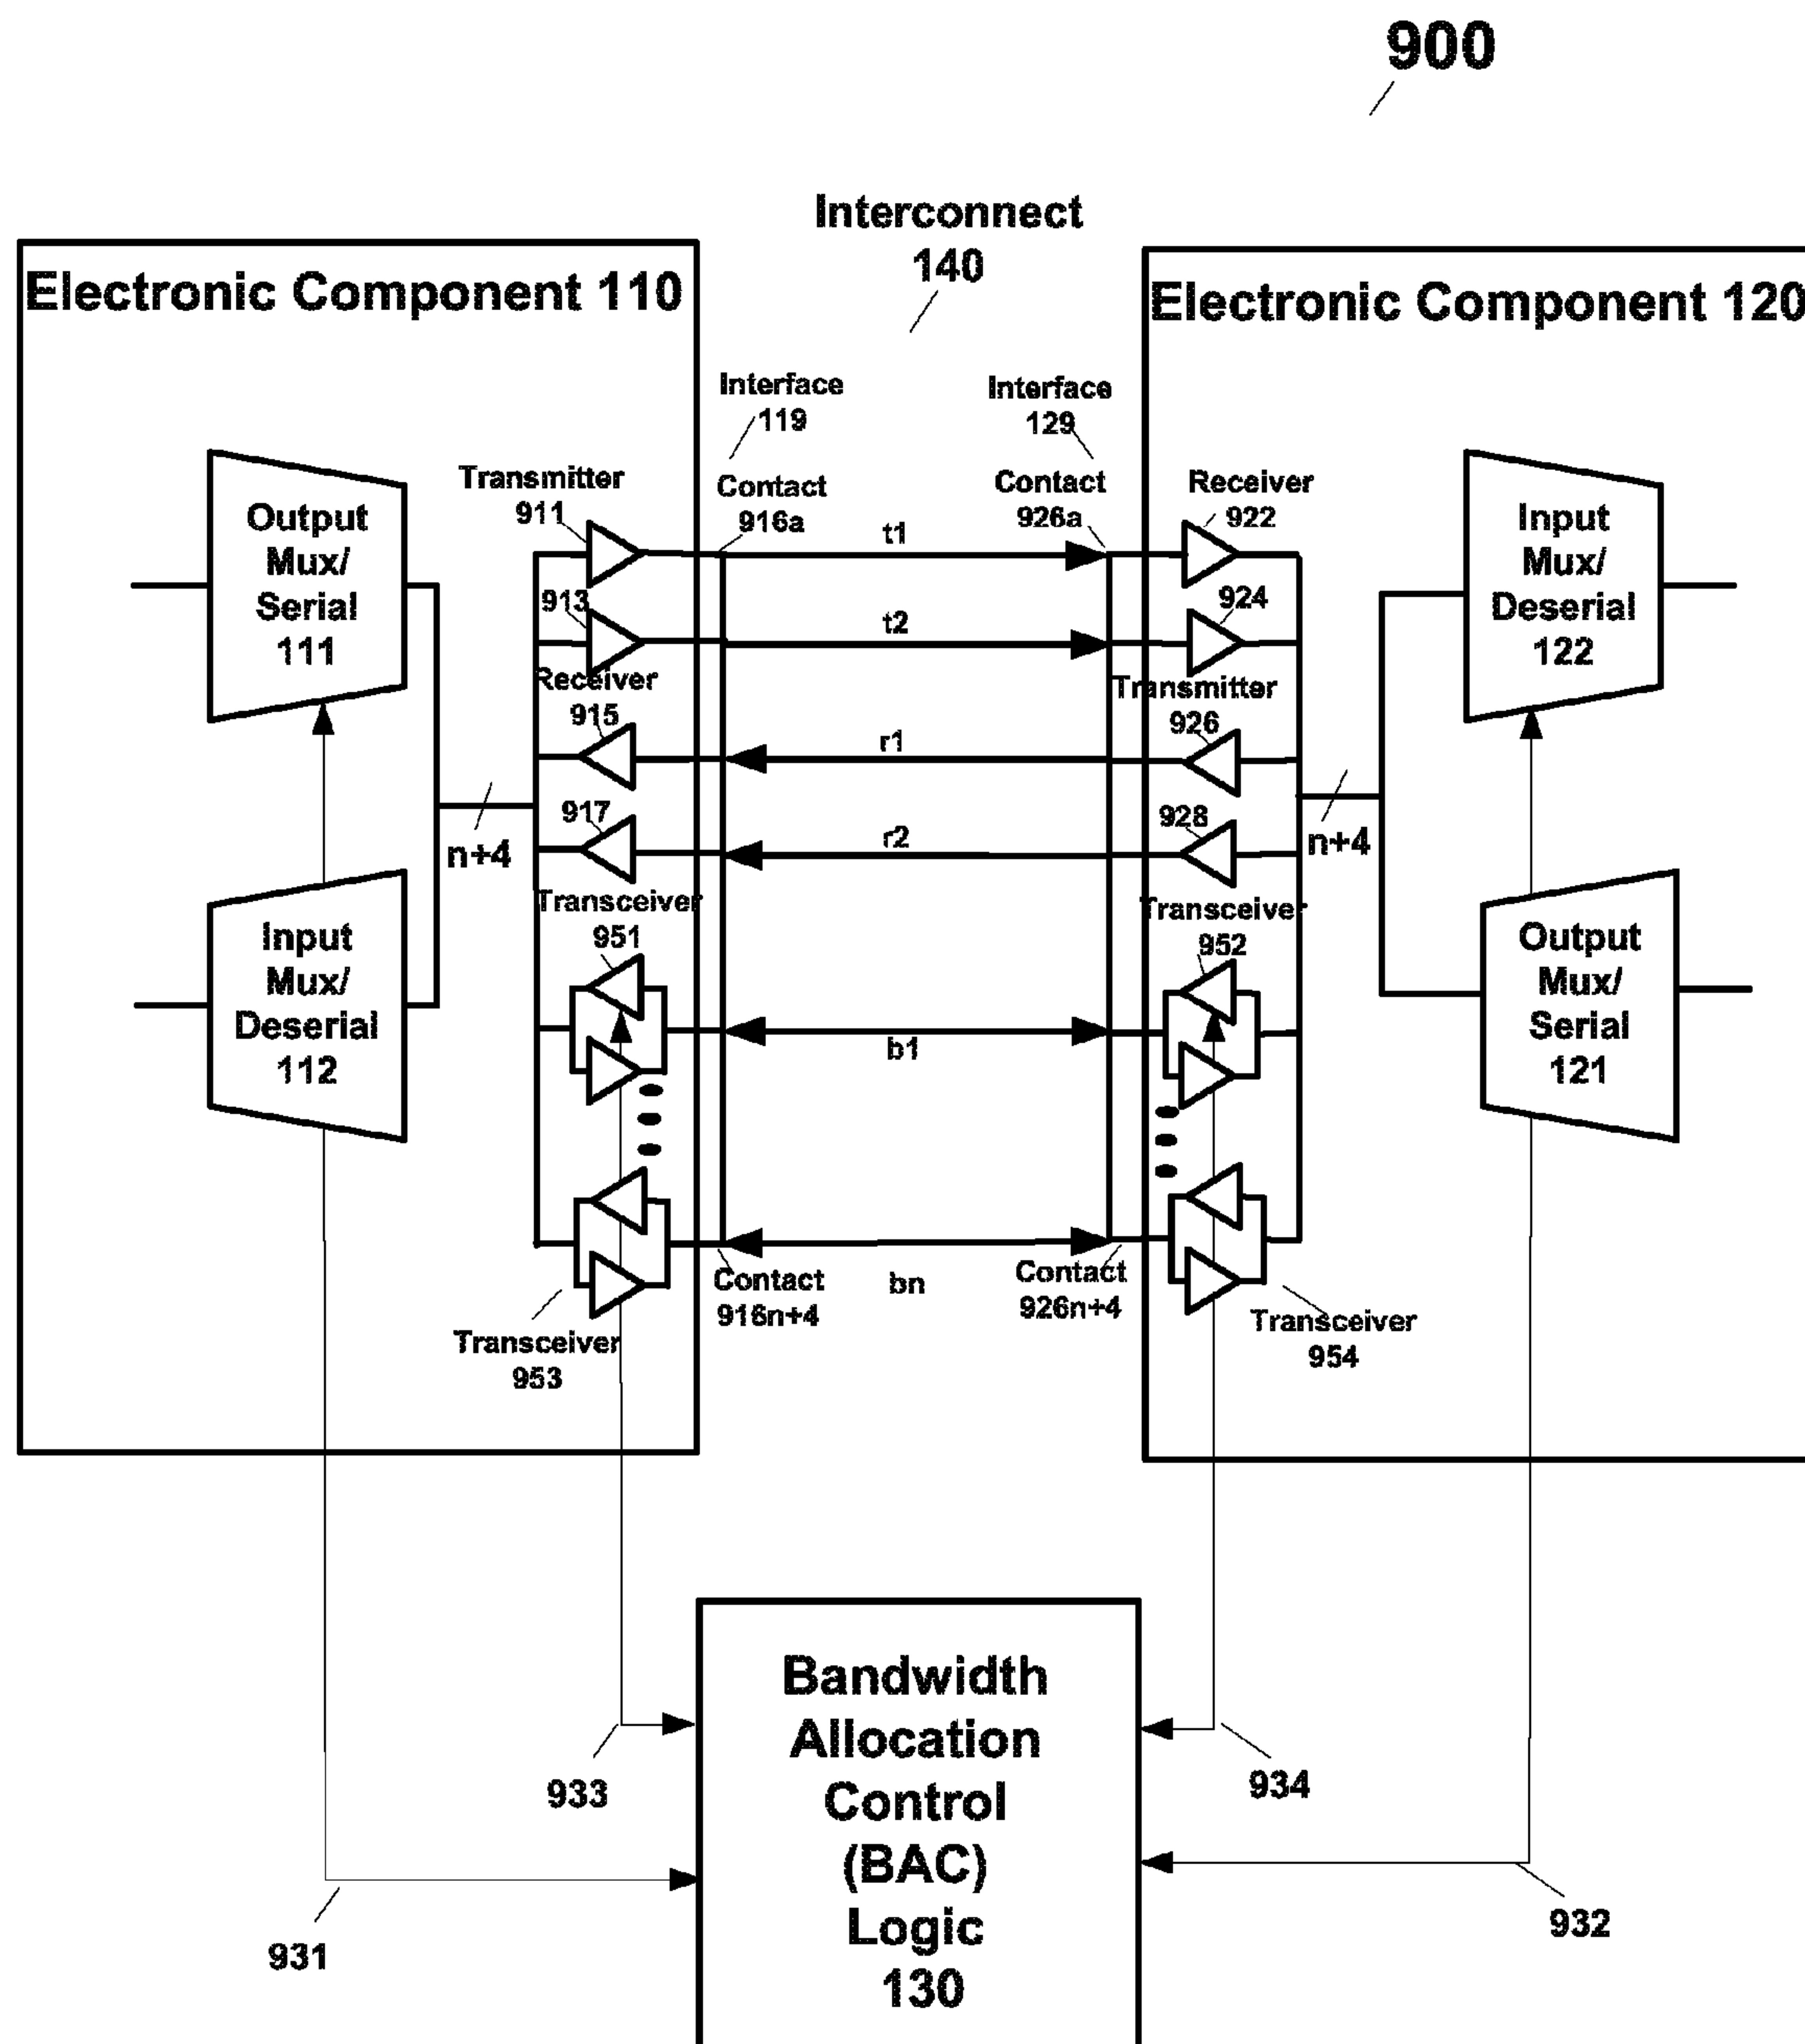 900
Interconnect
140
Electronic Component 110
Electronic Component 120
Interface
119
Interface
129
Transmitter
911
Contact
916a
t1
Contact
926a
Receiver
922
Output
Mux/
Serial
111
Input
Mux/
Deserial
122
913
t2
924
Receiver
915
r1
Transmitter
926
917
r2
928
n+4
n+4
Transceiver
951
Transceiver
952
Input
Mux/
Deserial
112
b1
Output
Mux/
Serial
121
Contact
916n+4
bn
Contact
926n+4
Transceiver
953
Transceiver
954
933
934
931
932
Bandwidth
Allocation
Control
(BAC)
Logic
130